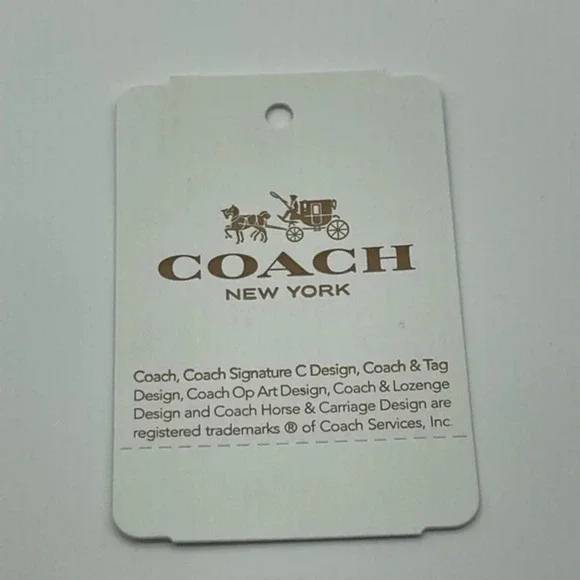 COACH
NEW YORK
Coach, Coach Signature C Design, Coach & Tag
Design, Coach Op Art Design, Coach & Lozenge
Design and Coach Horse & Carriage Design are
registered trademarks ® of Coach Services, Inc.